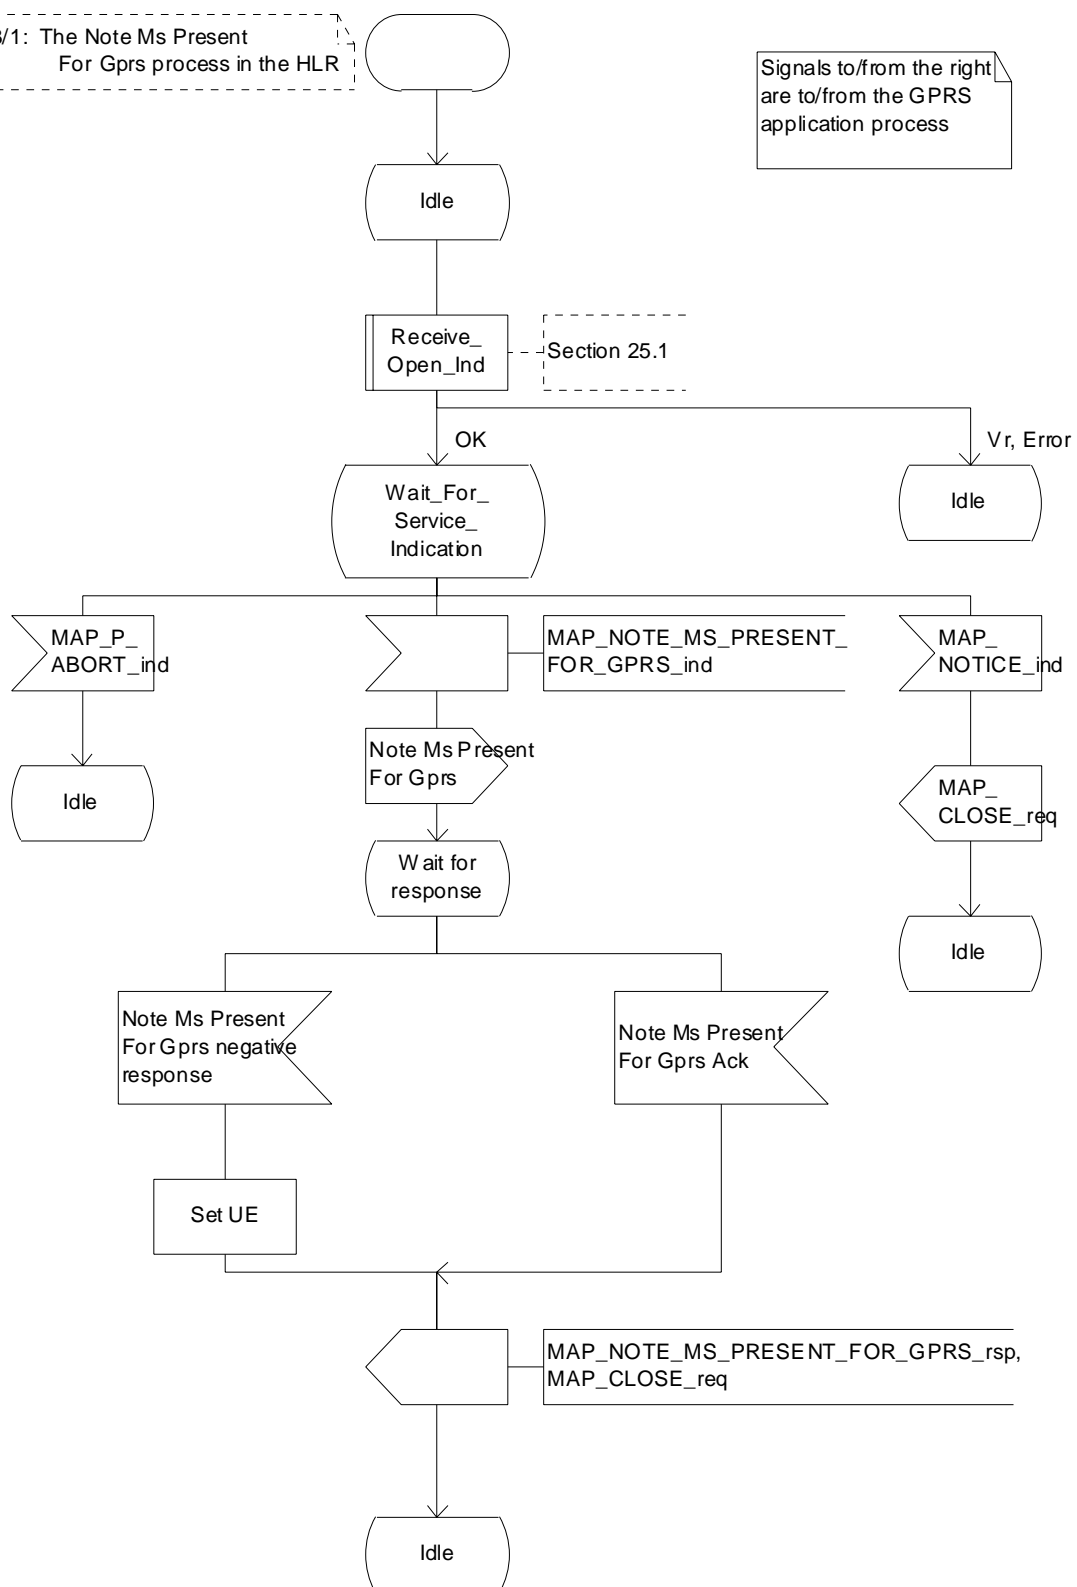 3/1: The Note Ms Present
For Gprs process in the HLR
Signals to/from the right
are to/from the GPRS
application process
Idle
Receive_
Open_Ind
Section 25.1
OK
Vr, Error
Wait_For_
Service_
Indication
Idle
MAP_P_
ABORT_ind
MAP_NOTE_MS_PRESENT_
FOR_GPRS_ind
MAP_
NOTICE_ind
Note Ms Present
For Gprs
Idle
MAP_
CLOSE_req
Wait for
response
Idle
Note Ms Present
For Gprs negative
response
Note Ms Present
For Gprs Ack
Set UE
MAP_NOTE_MS_PRESENT_FOR_GPRS_rsp,
MAP_CLOSE_req
Idle